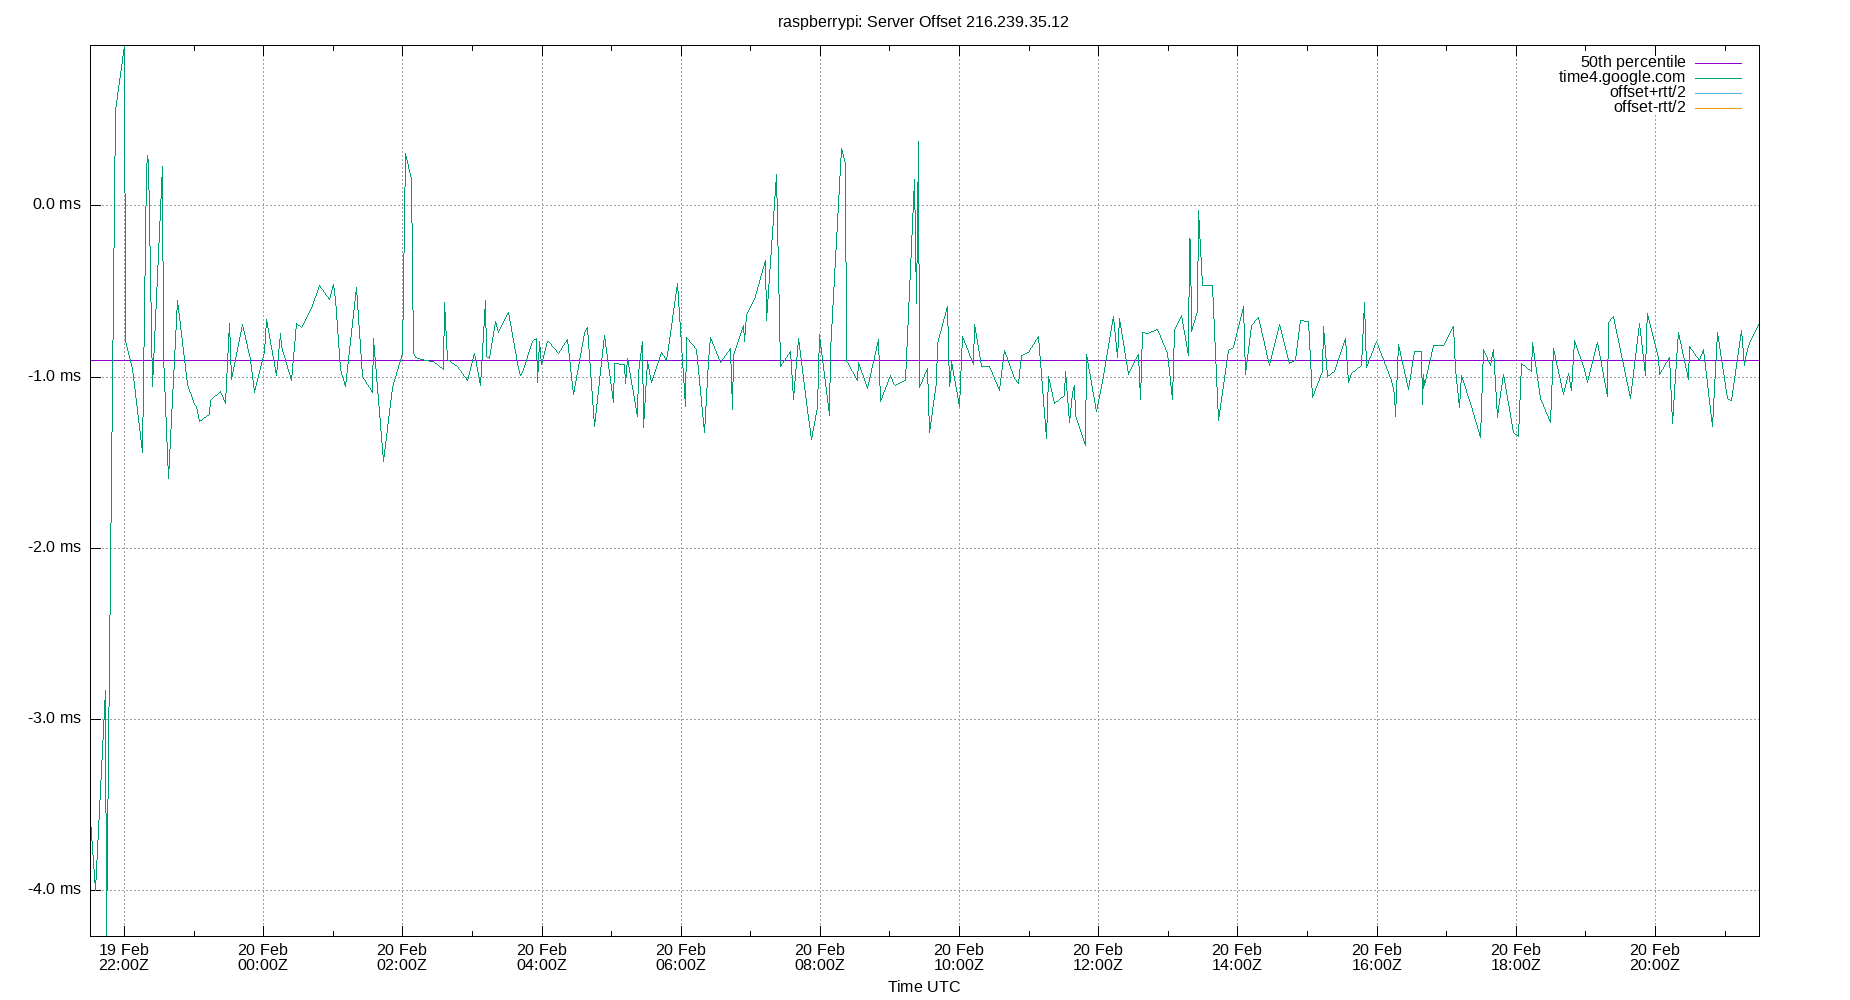 raspberrypi: Server Offset 216.239.35.12
50th percentile
time4.google.com
offset+rtt/2
offset-rtt/2
0.0 ms
-1.0 ms
-2.0 ms
-3.0 ms
-4.0 ms
19 Feb 20 Feb 20 Feb 20 Feb 20 Feb 20 Feb 20 Feb 20 Feb 20 Feb 20 Feb 20 Feb 20 Feb
22:00Z 00:00Z 02:00Z 04:00Z 06:00Z 08:00Z 10:00Z 12:00Z 14:00Z 16:00Z 18:00Z 20:00Z
Time UTC